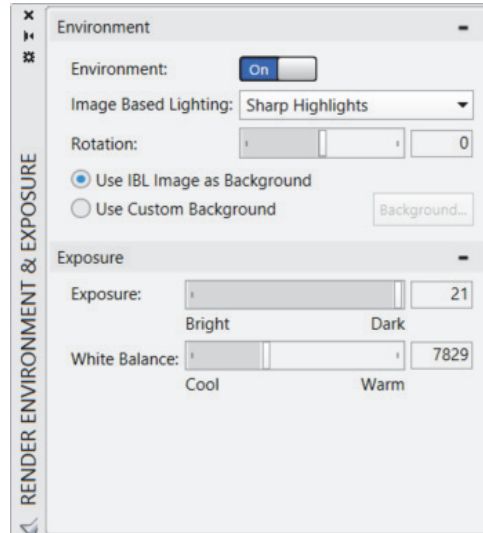 Environment
Environment: On
Image Based Lighting: Sharp Highlights
Rotation: 0
Use IBL Image as Background
Use Custom Background Background...
Exposure
Exposure: 21
Bright Dark
White Balance: 7829
Cool Warm
RENDER ENVIRONMENT & EXPOSURE